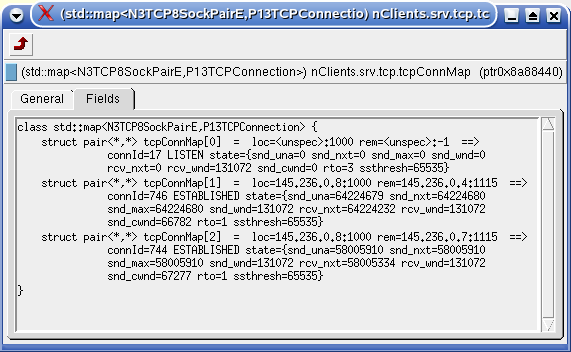 (std::map<N3TCP8SockPairE,P13TCPConnectio) nClients.srv.tcp.tc
(std::map<N3TCP8SockPairE,P13TCPConnection>) nClients.srv.tcp.tcpConnMap (ptr0x8a88440)
General Fields
class std::map<N3TCP8SockPairE,P13TCPConnection> {
struct pair<*,*> tcpConnMap[0] = loc=<unspec>:1000 rem=<unspec>:-1 ==>
connId=17 LISTEN state={snd_una=0 snd_nxt=0 snd_max=0 snd_wnd=0
rcv_nxt=0 rcv_wnd=131072 snd_cwnd=0 rto=3 ssthresh=65535}
struct pair<*,*> tcpConnMap[1] = loc=145.236.0.8:1000 rem=145.236.0.4:1115 ==>
connId=746 ESTABLISHED state={snd_una=64224679 snd_nxt=64224680
snd_max=64224680 snd_wnd=131072 rcv_nxt=64224232 rcv_wnd=131072
snd_cwnd=66782 rto=1 ssthresh=65535}
struct pair<*,*> tcpConnMap[2] = loc=145.236.0.8:1000 rem=145.236.0.7:1115 ==>
connId=744 ESTABLISHED state={snd_una=58005910 snd_nxt=58005910
snd_max=58005910 snd_wnd=131072 rcv_nxt=58005334 rcv_wnd=131072
snd_cwnd=67277 rto=1 ssthresh=65535}
}